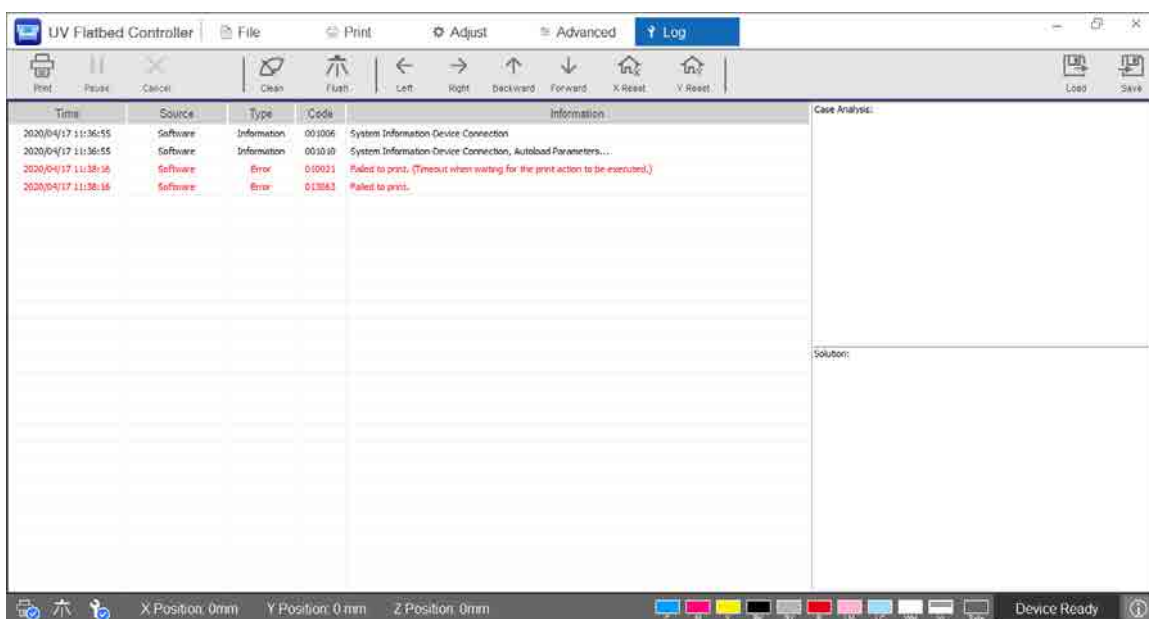 UV Flatbed Controller File Print Adjust Advanced Log
Print Pause Cancel Clean Flush Left Right Backward Forward X Reset Y Reset Load Save
Time Source Type Code Information Case Analysis:
2020/04/17 11:36:55 Software Information 001006 System Information-Device Connection
2020/04/17 11:36:55 Software Information 001010 System Information-Device Connection, Autoload Parameters...
2020/04/17 11:38:16 Software Error 010021 Failed to print. (Timeout when waiting for the print action to be executed.)
2020/04/17 11:38:16 Software Error Failed to print.
Solution:
X Position: 0mm Y Position: 0 mm Z Position: 0mm Device Ready